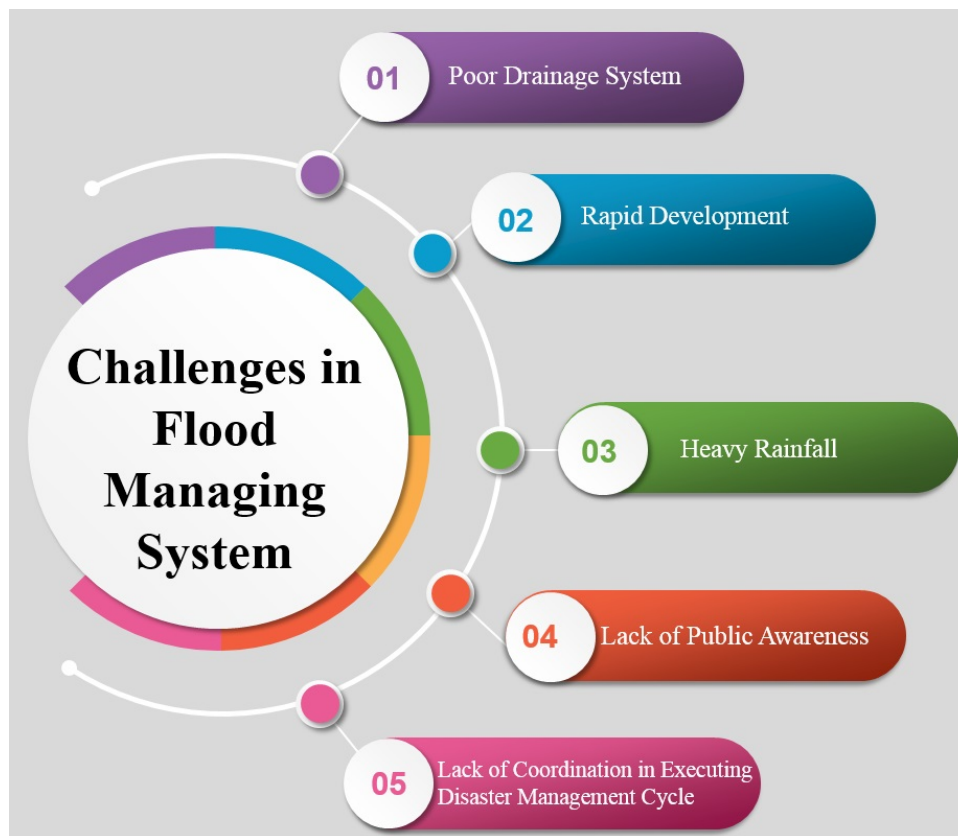 Challenges in
Flood
Managing
System
01
Poor Drainage System
02
Rapid Development
03
Heavy Rainfall
04
Lack of Public Awareness
05
Lack of Coordination in Executing
Disaster Management Cycle